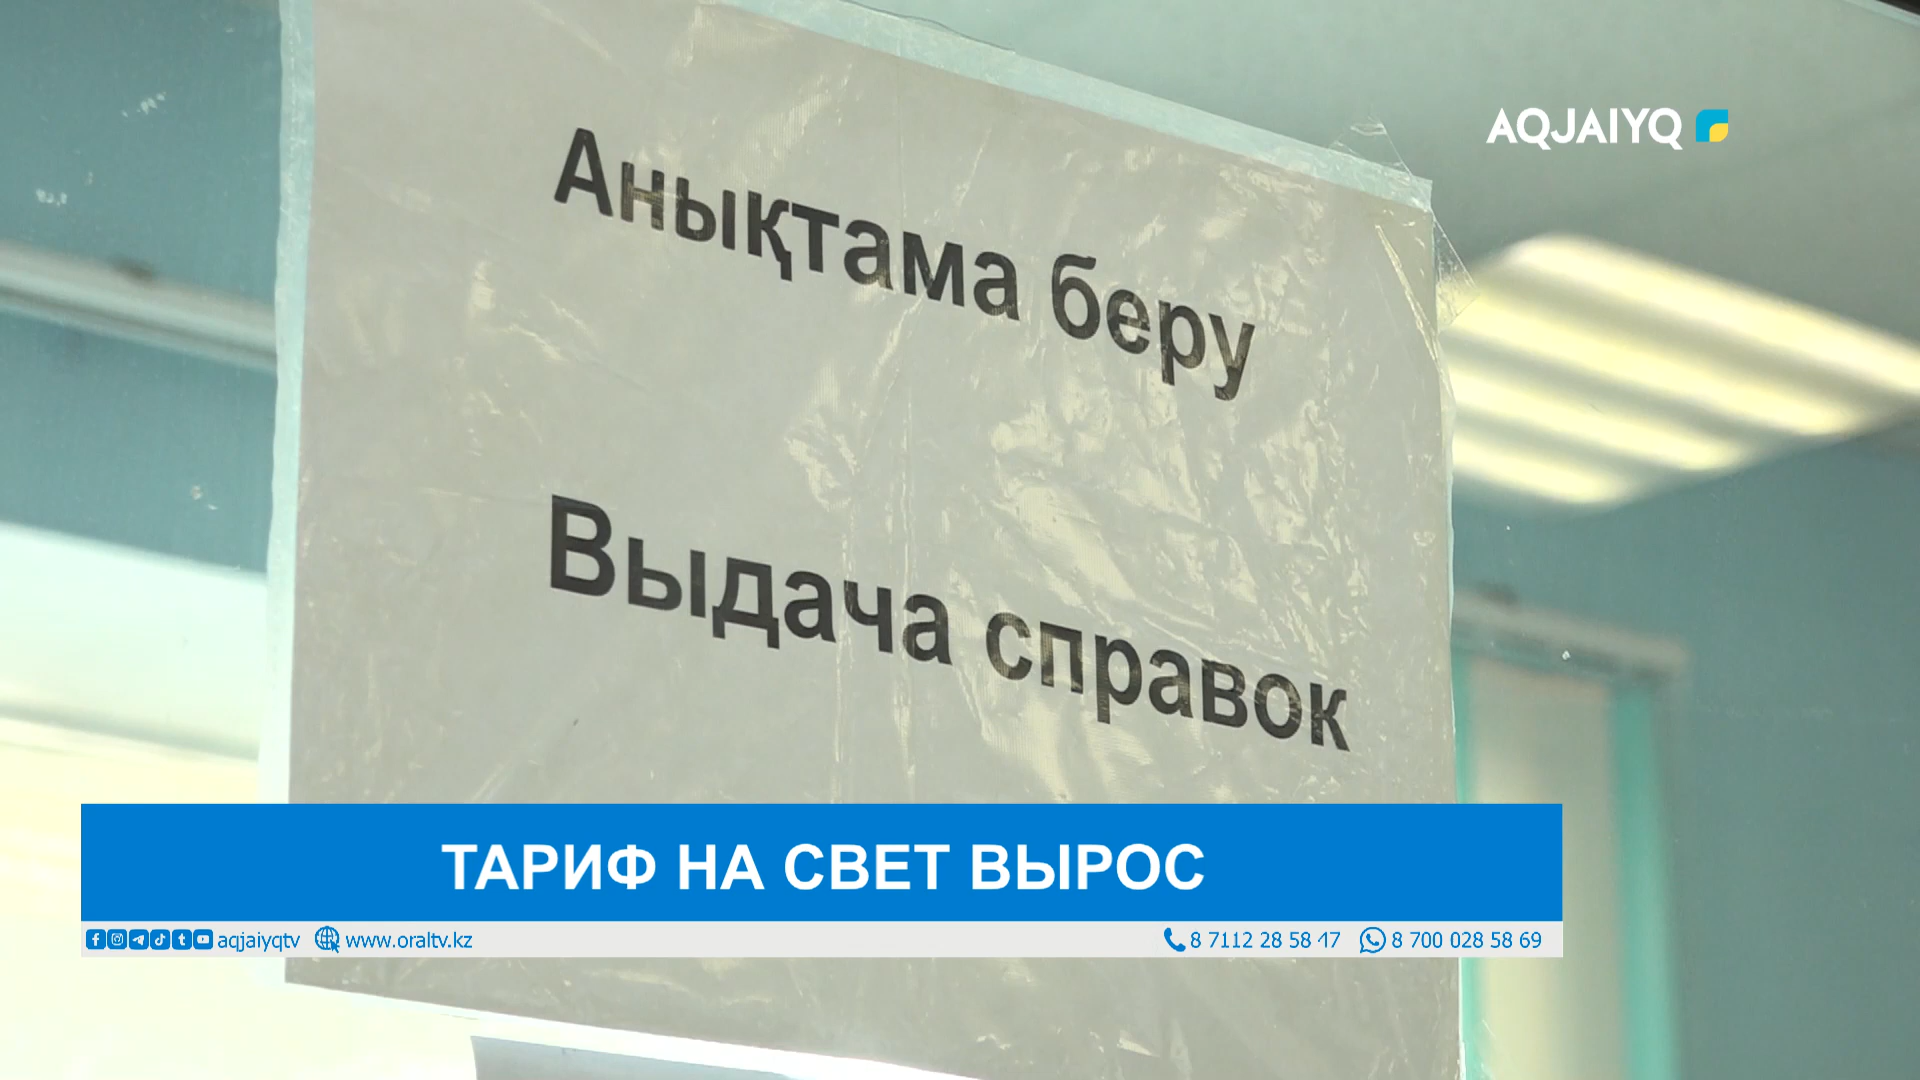 AQJAIYQ
Анықтама беру
Выдача справок
ТАРИФ НА СВЕТ ВЫРОС
aqjaiyqtv www.oraltv.kz 8 7112 28 58 47 8 700 028 58 69